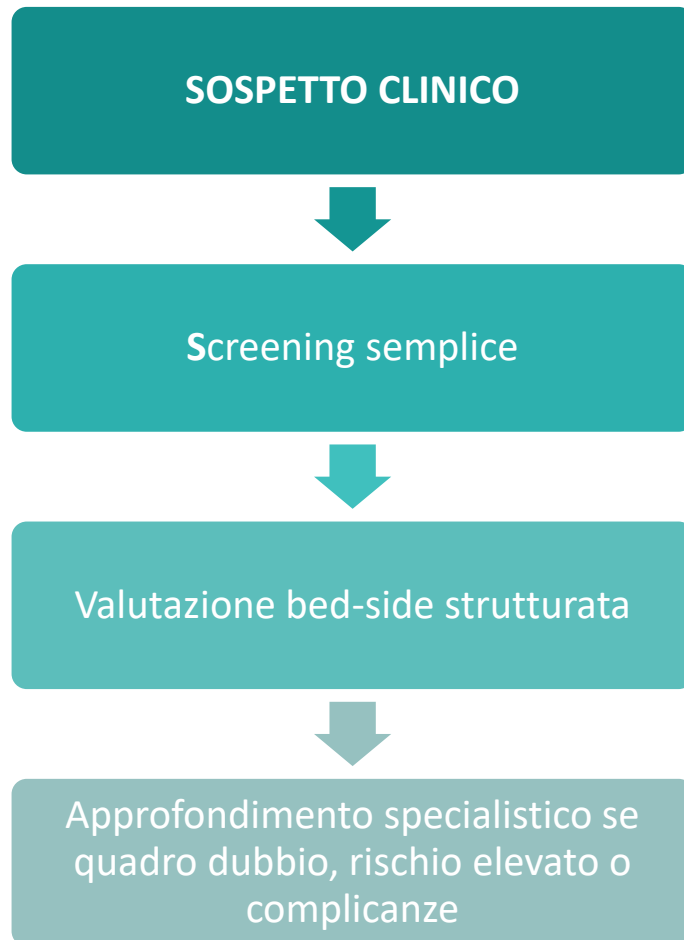 SOSPETTO CLINICO
Screening semplice
Valutazione bed-side strutturata
Approfondimento specialistico se
quadro dubbio, rischio elevato o
complicanze